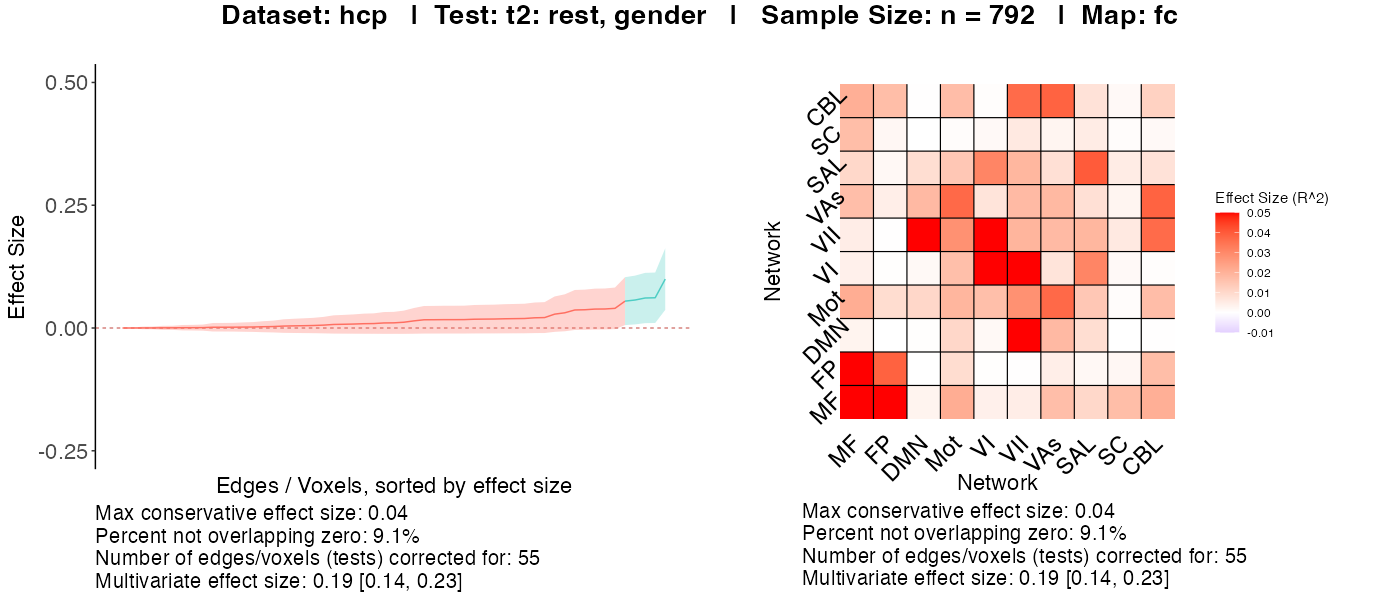 Dataset: hcp | Test: t2: rest, gender | Sample Size: n = 792 | Map: fc
0.50
0.25
0.00
-0.25
Effect Size
Edges / Voxels, sorted by effect size
Max conservative effect size: 0.04
Percent not overlapping zero: 9.1%
Number of edges/voxels (tests) corrected for: 55
Multivariate effect size: 0.19 [0.14, 0.23]
Network
CBL
SC
SAL
VAs
VII
VI
Mot
DMN
FP
MF
MF
FP
DMN
Mot
VI
VII
VAs
SAL
SC
CBL
Network
Effect Size (R^2)
0.05
0.04
0.03
0.02
0.01
0.00
-0.01
Max conservative effect size: 0.04
Percent not overlapping zero: 9.1%
Number of edges/voxels (tests) corrected for: 55
Multivariate effect size: 0.19 [0.14, 0.23]